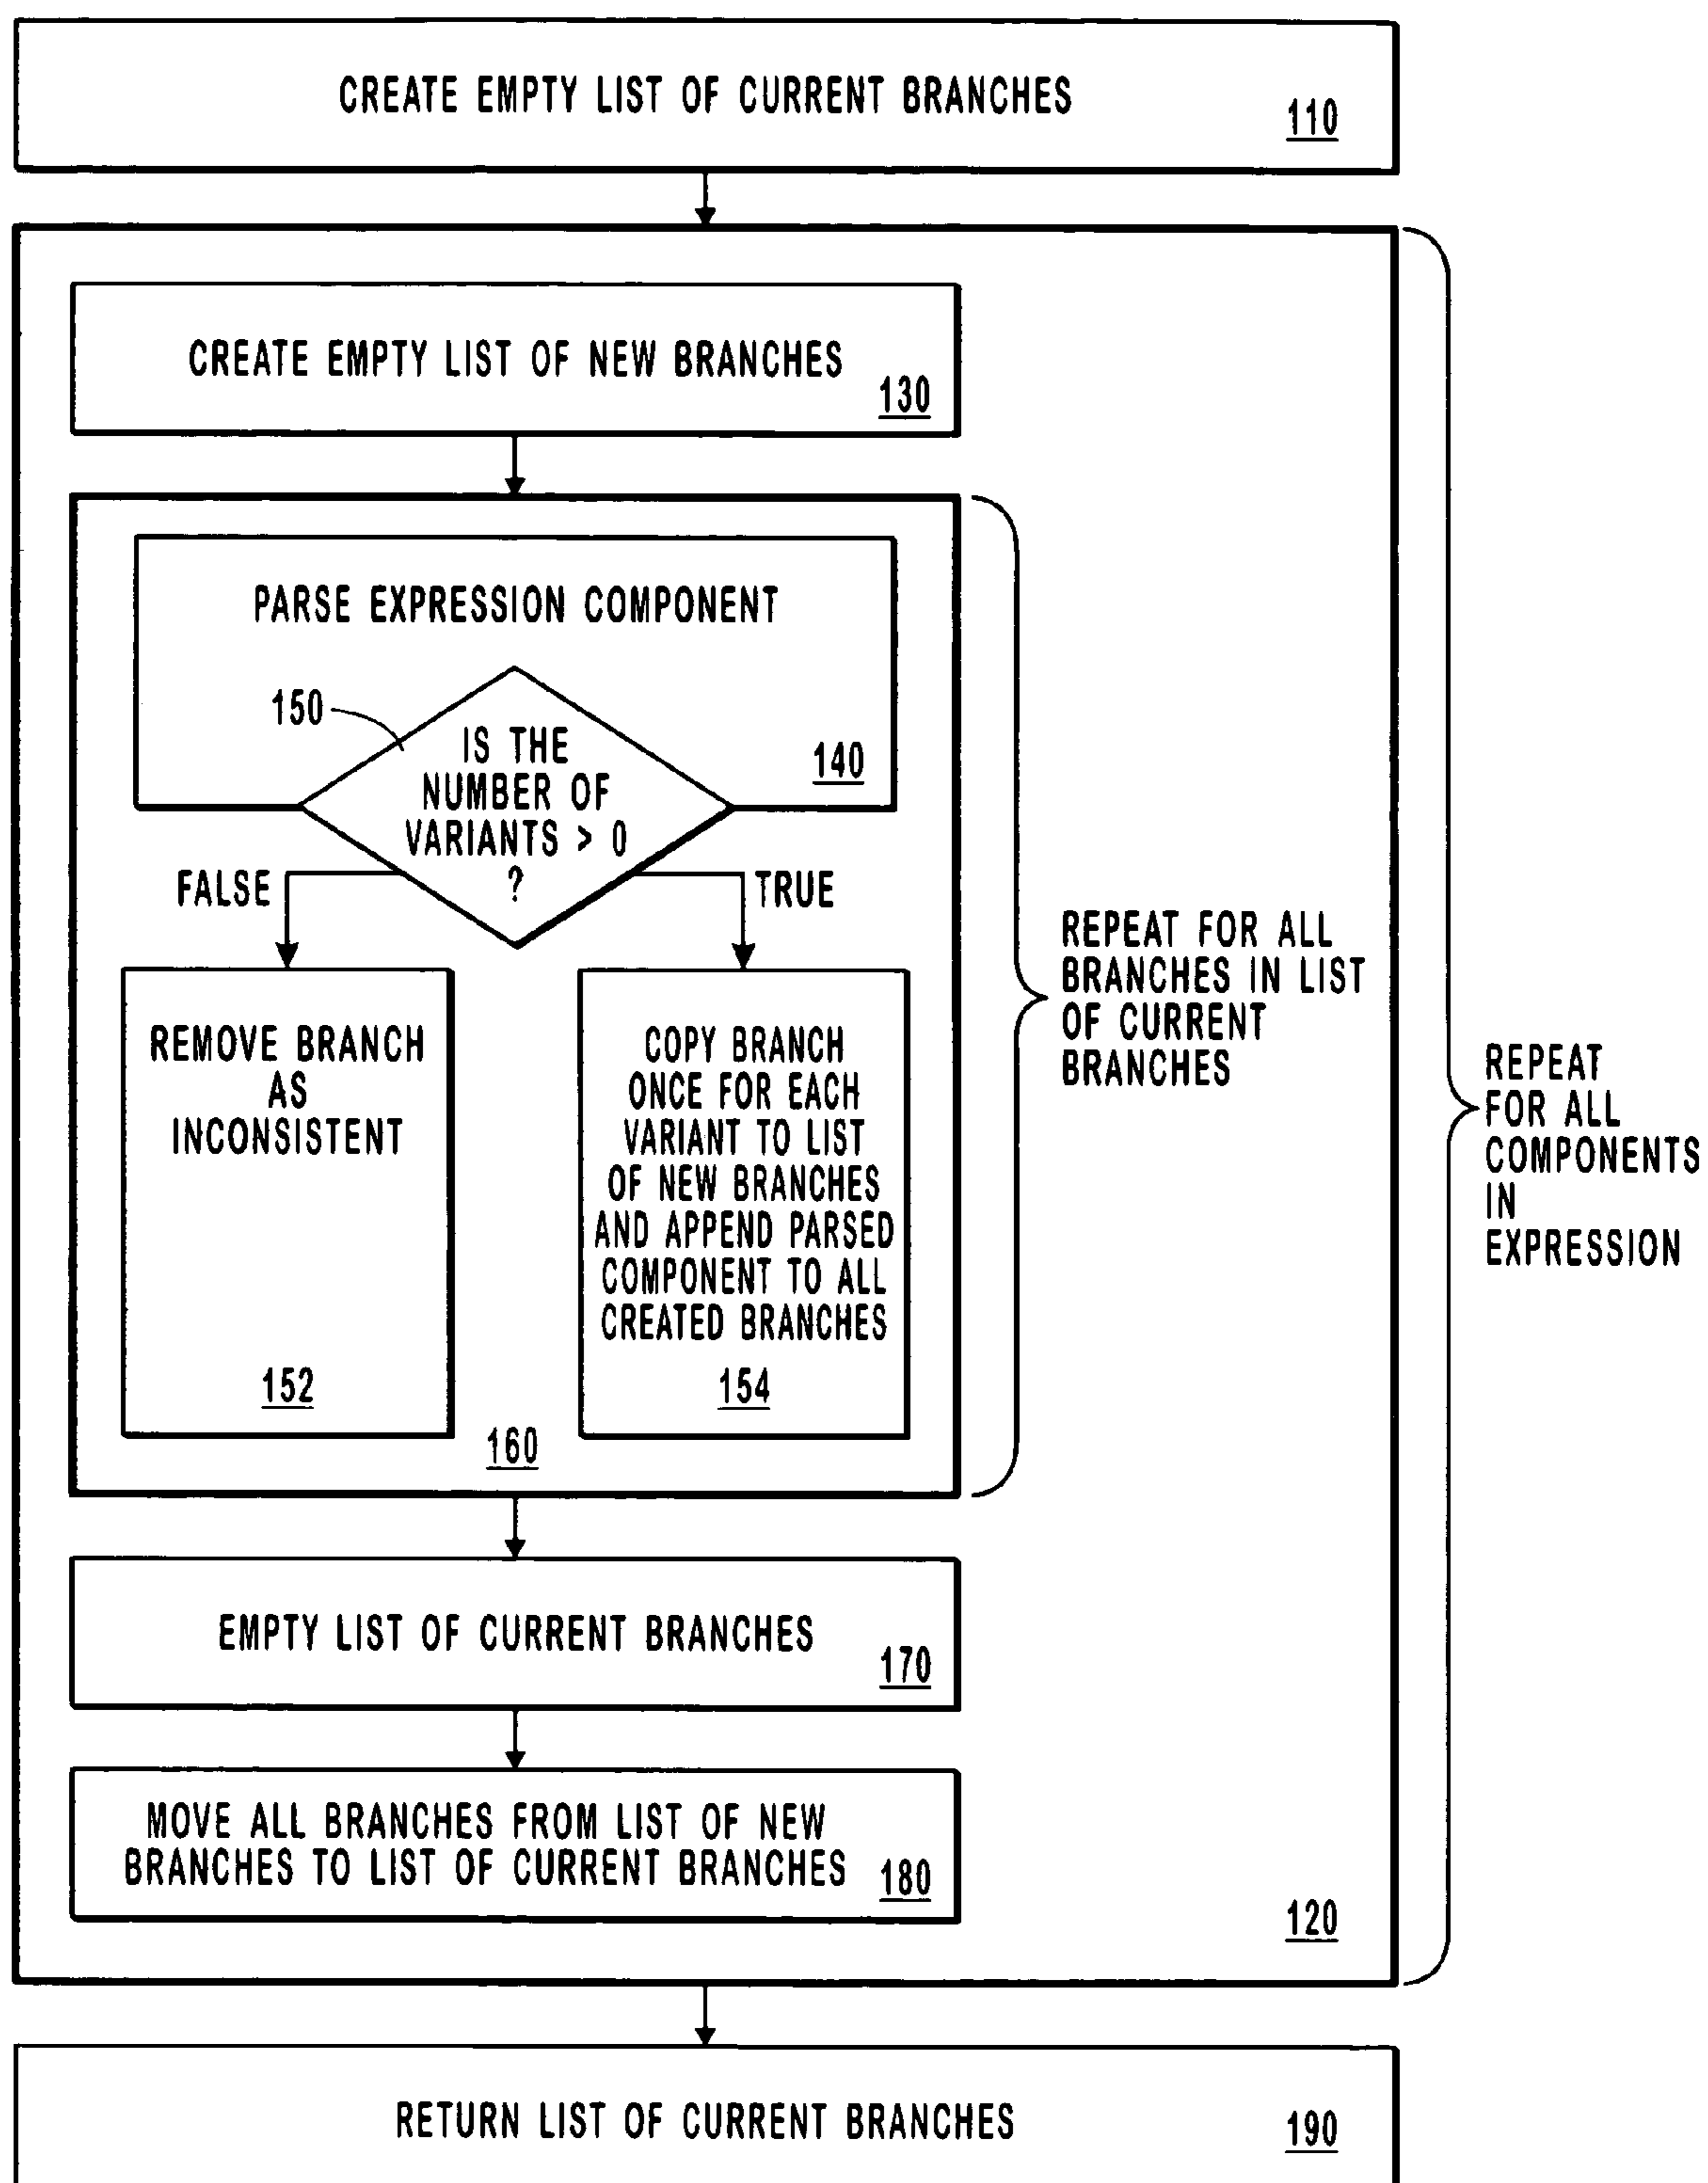 CREATE EMPTY LIST OF CURRENT BRANCHES
110
CREATE EMPTY LIST OF NEW BRANCHES
130
PARSE EXPRESSION COMPONENT
150
IS THE
NUMBER OF
VARIANTS > 0
?
140
FALSE
TRUE
REMOVE BRANCH
AS
INCONSISTENT
152
COPY BRANCH
ONCE FOR EACH
VARIANT TO LIST
OF NEW BRANCHES
AND APPEND PARSED
COMPONENT TO ALL
CREATED BRANCHES
154
160
REPEAT FOR ALL
BRANCHES IN LIST
OF CURRENT
BRANCHES
REPEAT
FOR ALL
COMPONENTS
IN
EXPRESSION
EMPTY LIST OF CURRENT BRANCHES
170
MOVE ALL BRANCHES FROM LIST OF NEW
BRANCHES TO LIST OF CURRENT BRANCHES
180
120
RETURN LIST OF CURRENT BRANCHES
190